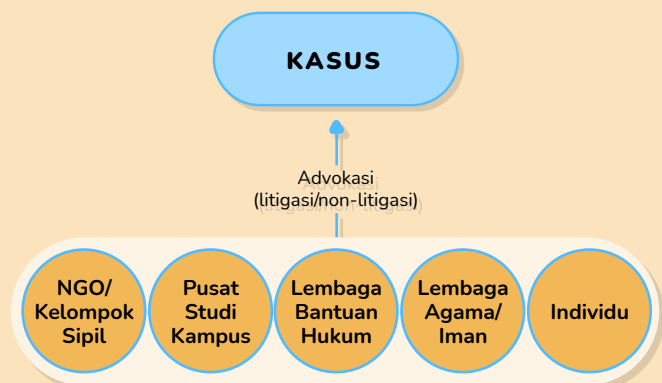 KASUS
Advokasi
(litigasi/non-litigasi)
NGO/
Kelompok
Sipil
Pusat
Studi
Kampus
Lembaga
Bantuan
Hukum
Lembaga
Agama/
Iman
Individu